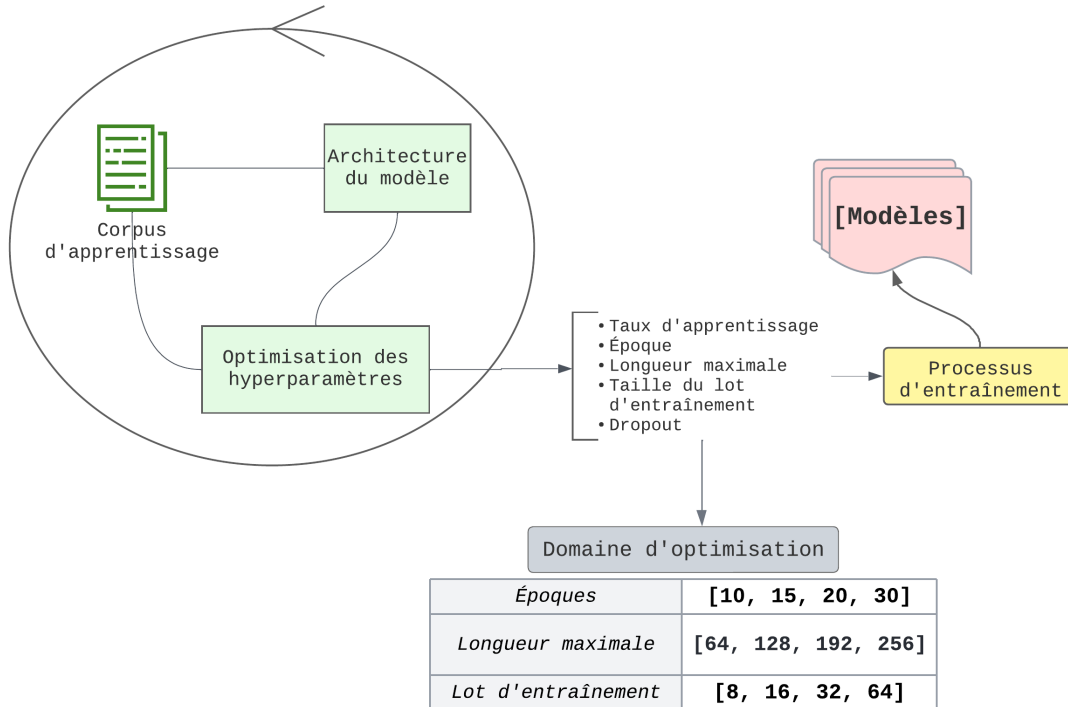 Architecture
du modèle
Corpus
d'apprentissage
[Modèles]
Optimisation des
hyperparamètres
• Taux d'apprentissage
• Époque
• Longueur maximale
• Taille du lot
d'entraînement
• Dropout
Processus
d'entraînement
Domaine d'optimisation
Époques [10, 15, 20, 30]
Longueur maximale [64, 128, 192, 256]
Lot d'entraînement [8, 16, 32, 64]